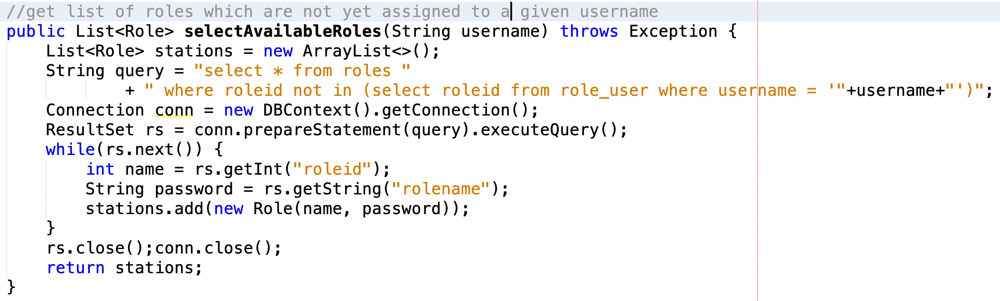 //get list of roles which are not yet assigned to a given username
public List<Role> selectAvailableRoles(String username) throws Exception {
    List<Role> stations = new ArrayList<>();
    String query = "select * from roles "
            + " where roleid not in (select roleid from role_user where username = '"+username+"')";
    Connection conn = new DBContext().getConnection();
    ResultSet rs = conn.prepareStatement(query).executeQuery();
    while(rs.next()) {
        int name = rs.getInt("roleid");
        String password = rs.getString("rolename");
        stations.add(new Role(name, password));
    }
    rs.close();conn.close();
    return stations;
}